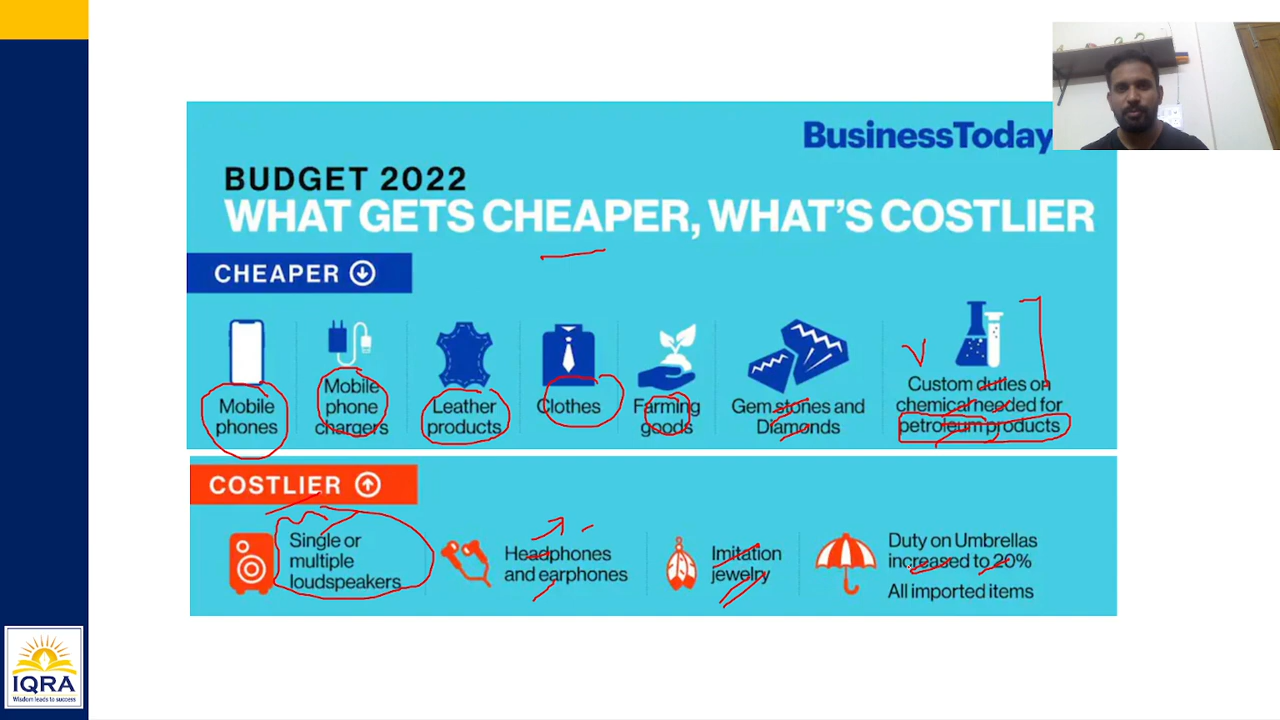 BusinessToday
BUDGET 2022
WHAT GETS CHEAPER, WHAT'S COSTLIER
CHEAPER
Mobile
phones
Mobile
phone
chargers
Leather
products
Clothes
Farming
goods
Gem stones and
Diamonds
Custom duties on
chemical needed for
petroleum products
COSTLIER
Single or
multiple
loudspeakers
Headphones
and earphones
Imitation
jewelry
Duty on Umbrellas
increased to 20%
All imported items
IQRA
Wisdom leads to success